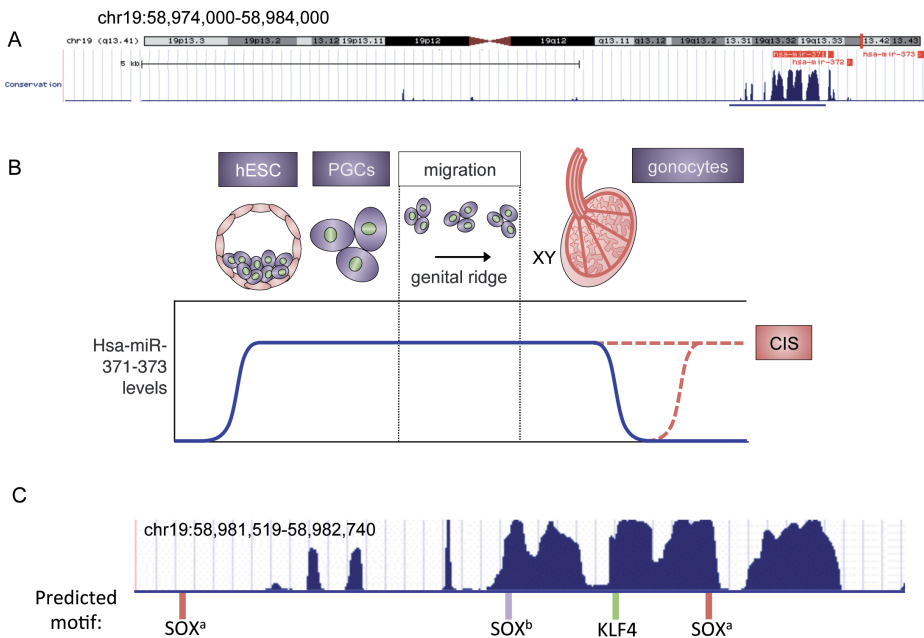 chr19:58,974,000-58,984,000
A
chr19 (q13.41) 19p13.3 19p13.2 13.12 19p13.11 19p12 19q12 q13.11 q13.12 13.2 13.31 19q13.32 19q13.33 13.42 13.43
hsa-mir-371 hsa-mir-373
5 kb hsa-mir-372
Conservation
B
hESC PGCs migration gonocytes
XY
genital ridge
Hsa-miR-
371-373
levels
CIS
C
chr19:58,981,519-58,982,740
Predicted
motif:
SOXᵃ SOXᵇ KLF4 SOXᵃ